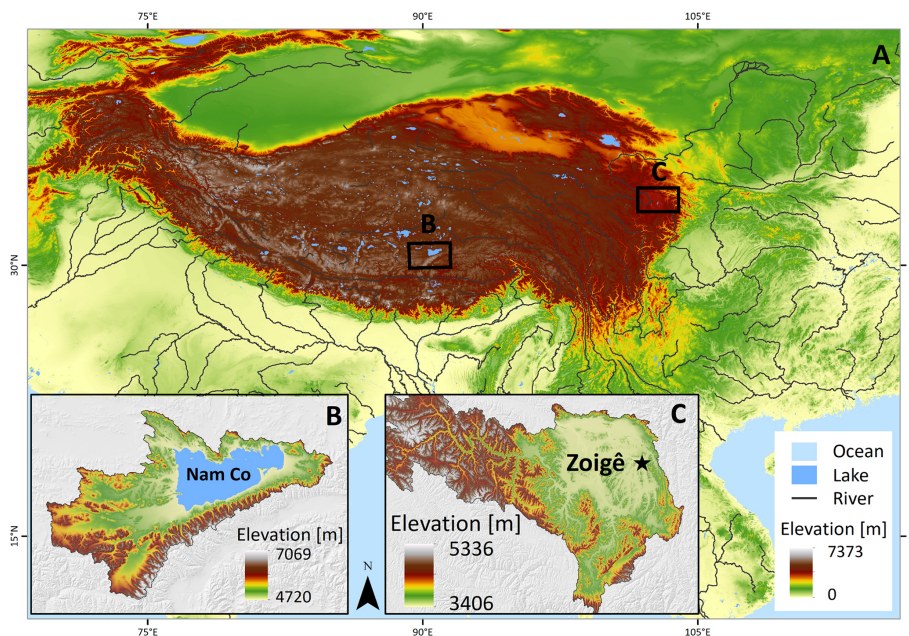 75°E 90°E 105°E
A
C
B
30°N 30°N
B
Nam Co
Elevation [m]
7069
4720
C
Zoigê
Elevation [m]
5336
3406
Ocean
Lake
River
Elevation [m]
7373
0
N
15°N 15°N
75°E 90°E 105°E